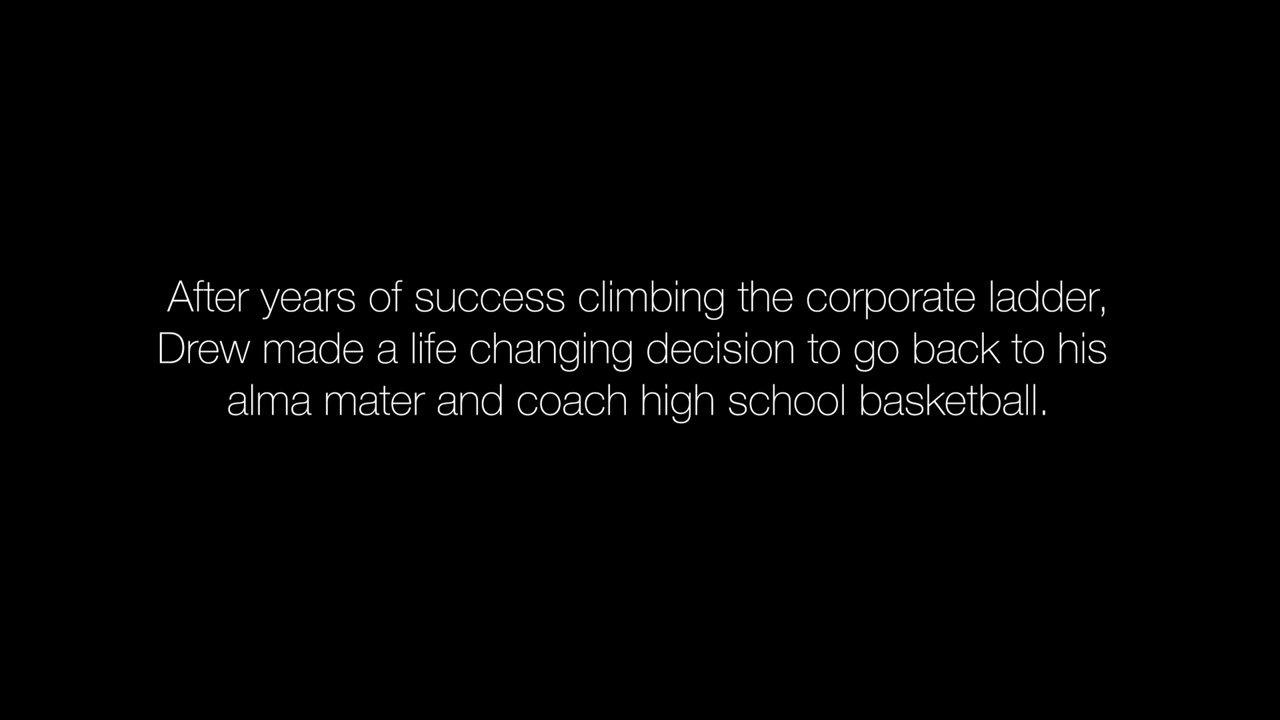 After years of success climbing the corporate ladder,
Drew made a life changing decision to go back to his
alma mater and coach high school basketball.